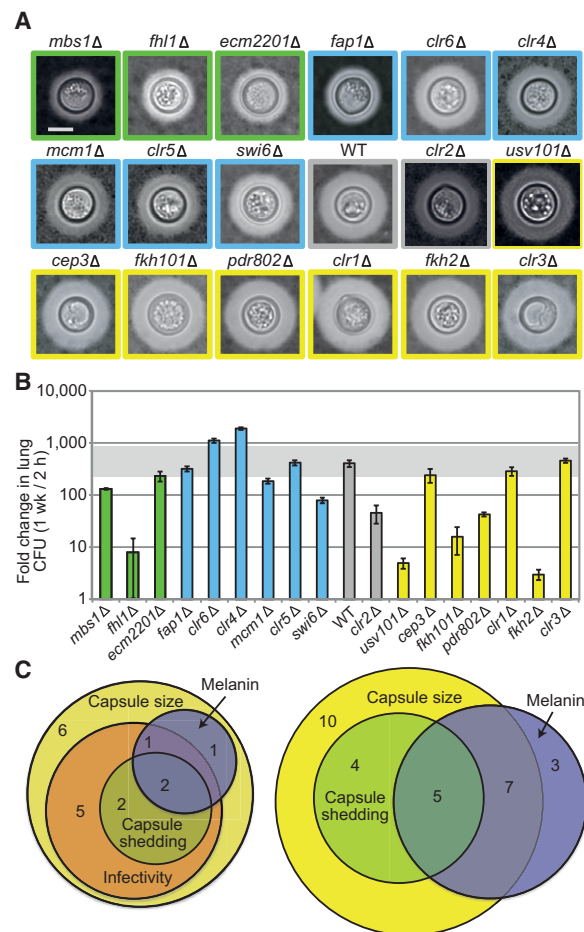 A
mbs1Δ fhl1Δ ecm2201Δ fap1Δ clr6Δ clr4Δ
mcm1Δ clr5Δ swi6Δ WT clr2Δ usv101Δ
cep3Δ fkh101Δ pdr802Δ clr1Δ fkh2Δ clr3Δ
B
Fold change in lung
CFU (1 wk / 2 h)
10,000
1,000
100
10
1
mbs1Δ fhl1Δ ecm2201Δ fap1Δ clr6Δ clr4Δ mcm1Δ clr5Δ swi6Δ WT clr2Δ usv101Δ cep3Δ fkh101Δ pdr802Δ clr1Δ fkh2Δ clr3Δ
C
Melanin
Capsule size
6
1
1
2
5
2
Capsule
shedding
Infectivity
Capsule size
Melanin
10
3
4
5
7
Capsule
shedding